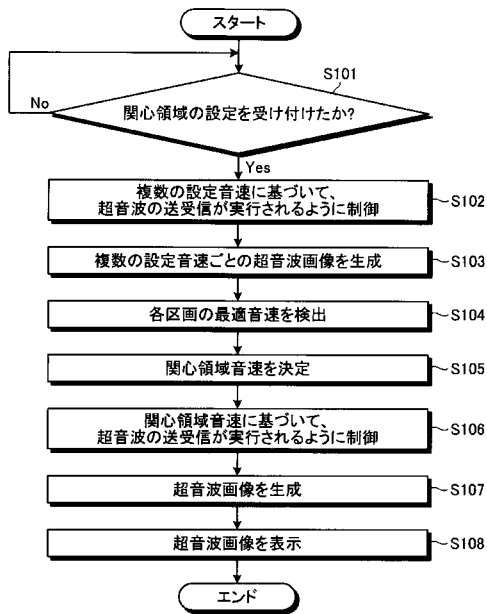 スタート
S101
No
関心領域の設定を受け付けたか?
Yes
複数の設定音速に基づいて、
超音波の送受信が実行されるように制御
S102
複数の設定音速ごとの超音波画像を生成
S103
各区画の最適音速を検出
S104
関心領域音速を決定
S105
関心領域音速に基づいて、
超音波の送受信が実行されるように制御
S106
超音波画像を生成
S107
超音波画像を表示
S108
エンド